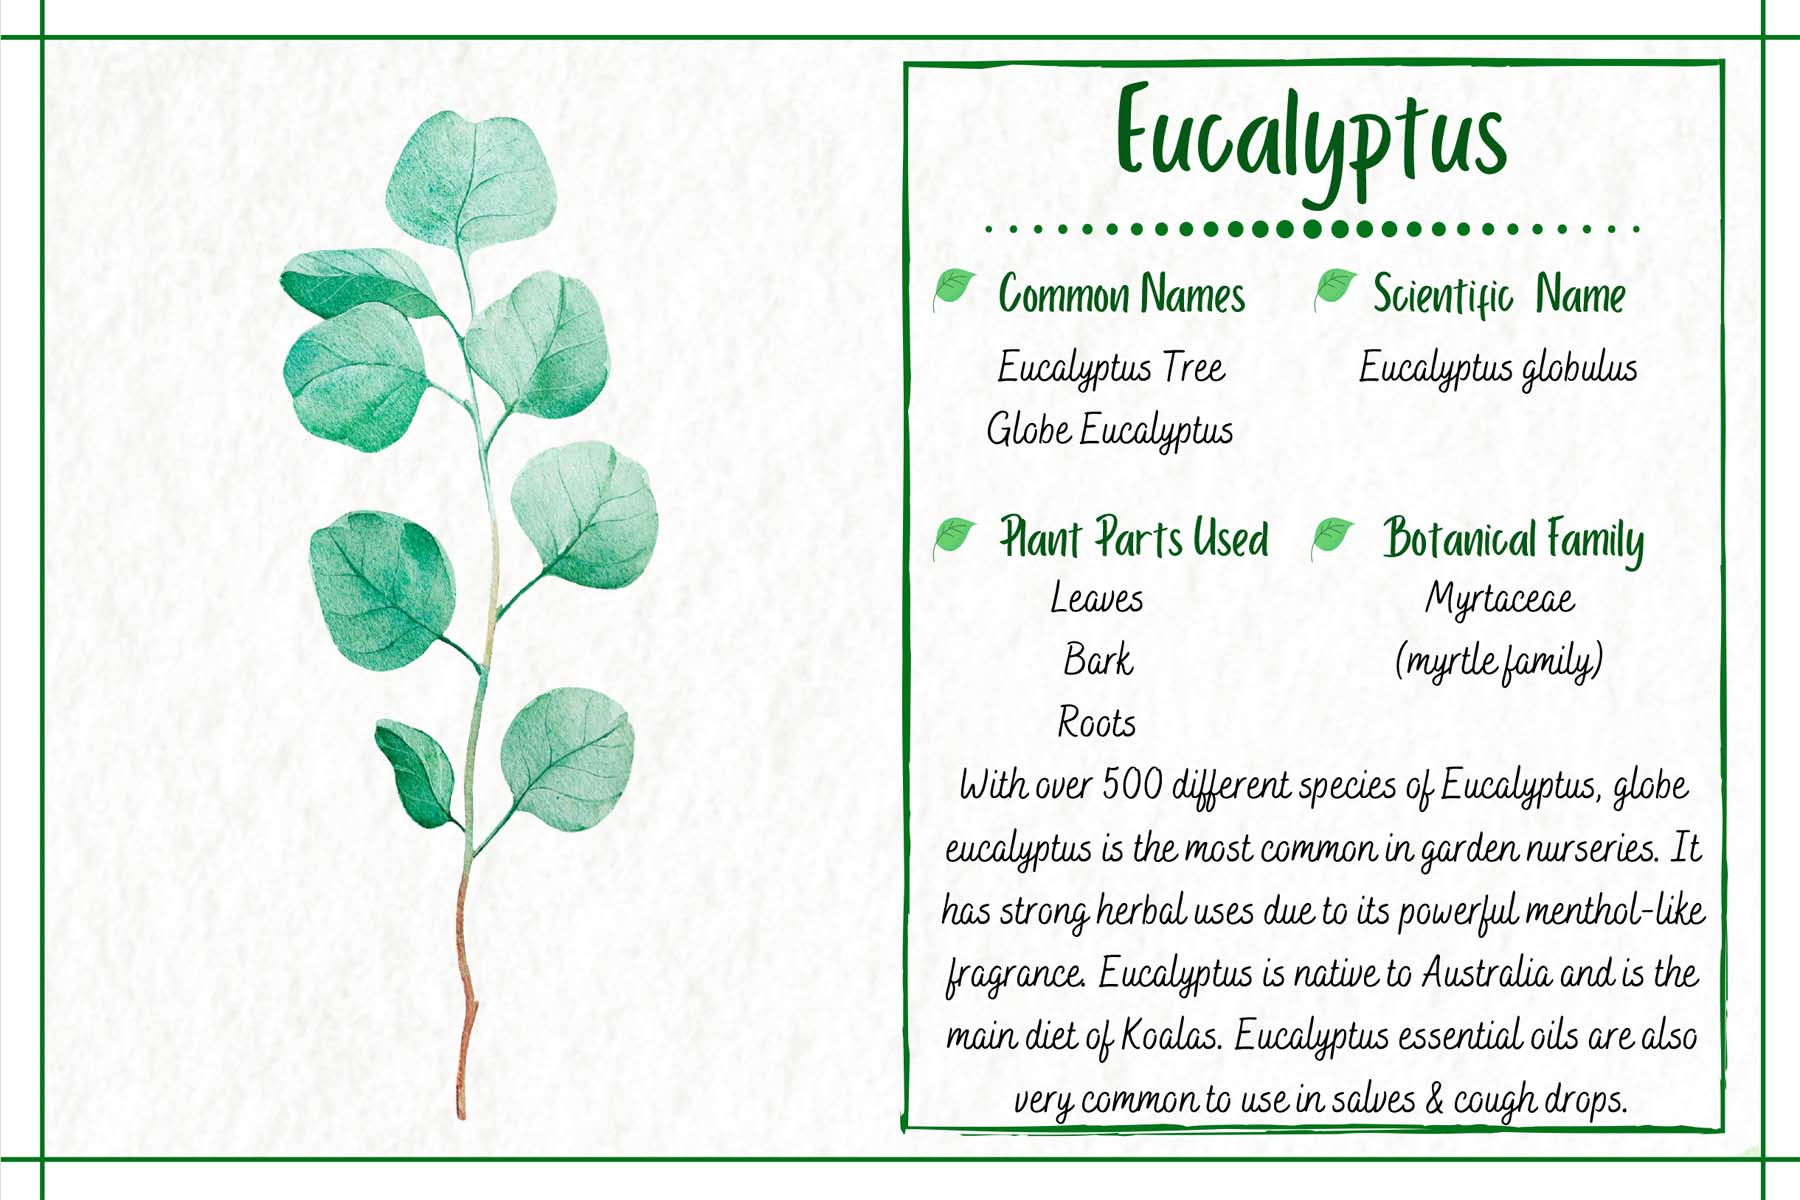 Eucalyptus
Common Names
Eucalyptus Tree
Globe Eucalyptus
Scientific Name
Eucalyptus globulus
Plant Parts Used
Leaves
Bark
Roots
Botanical Family
Myrtaceae
(myrtle family)
With over 500 different species of Eucalyptus, globe
eucalyptus is the most common in garden nurseries. It
has strong herbal uses due to its powerful menthol-like
fragrance. Eucalyptus is native to Australia and is the
main diet of Koalas. Eucalyptus essential oils are also
very common to use in salves & cough drops.